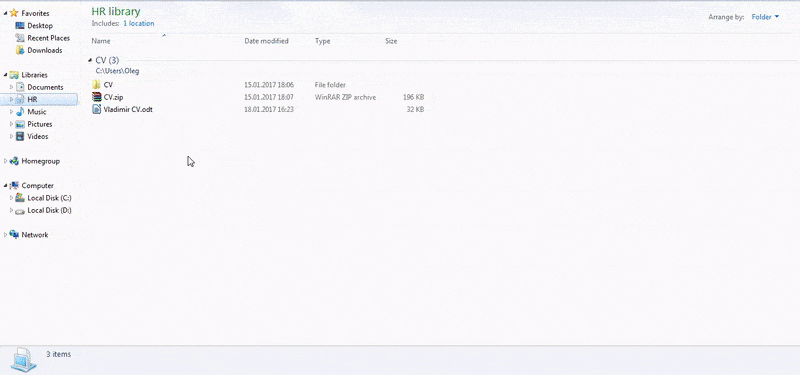 Favorites
Desktop
Recent Places
Downloads
Libraries
Documents
HR
Music
Pictures
Videos
Homegroup
Computer
Local Disk (C:)
Local Disk (D:)
Network
HR library
Includes: 1 location
Arrange by: Folder
Name Date modified Type Size
CV (3)
C:\Users\Oleg
CV 15.01.2017 18:06 File folder
CV.zip 15.01.2017 18:07 WinRAR ZIP archive 196 KB
Vladimir CV.odt 18.01.2017 16:23 32 KB
3 items